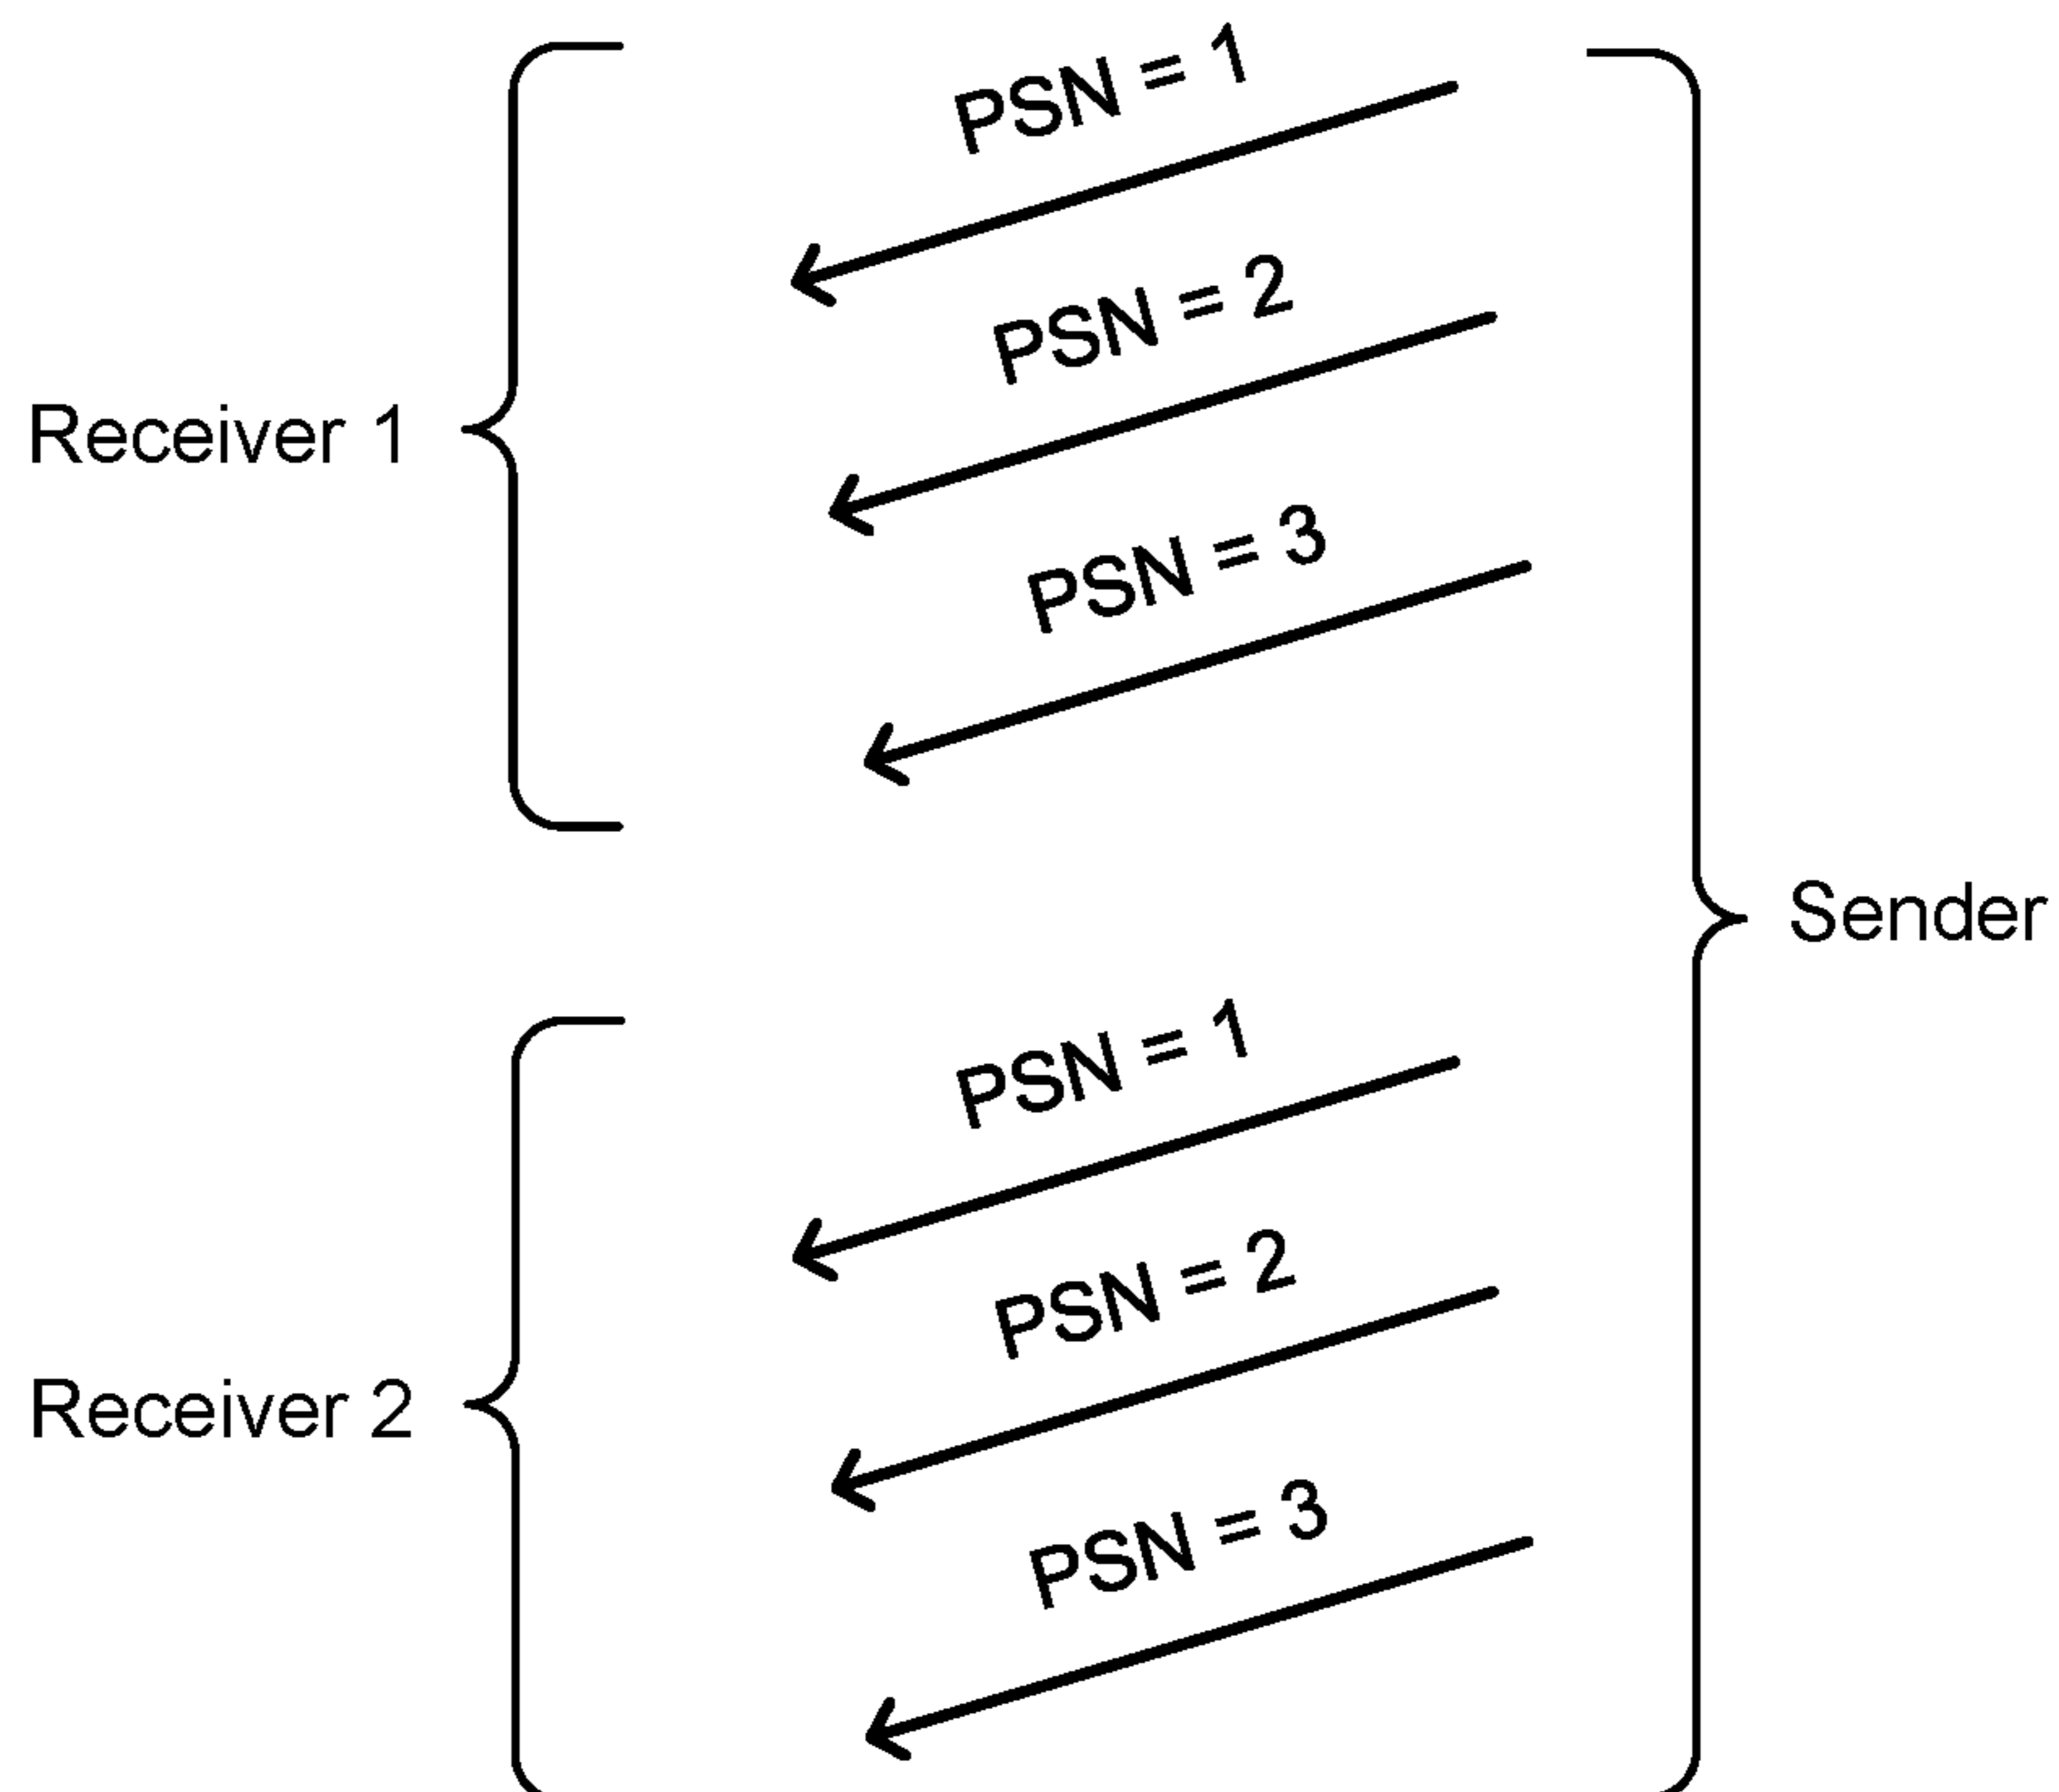 PSN = 1
PSN = 2
Receiver 1
PSN = 3
Sender
PSN = 1
PSN = 2
Receiver 2
PSN = 3